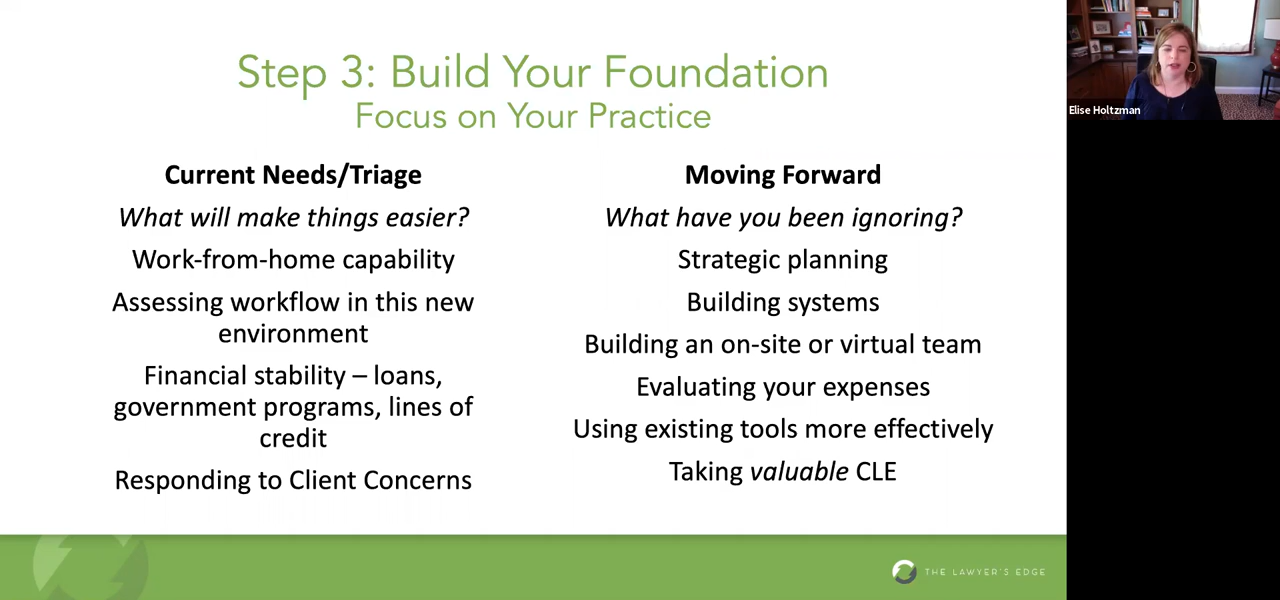 Step 3: Build Your Foundation
Focus on Your Practice
Current Needs/Triage
What will make things easier?
Work-from-home capability
Assessing workflow in this new
environment
Financial stability – loans,
government programs, lines of
credit
Responding to Client Concerns
Moving Forward
What have you been ignoring?
Strategic planning
Building systems
Building an on-site or virtual team
Evaluating your expenses
Using existing tools more effectively
Taking valuable CLE
THE LAWYER'S EDGE
Elise Holtzman